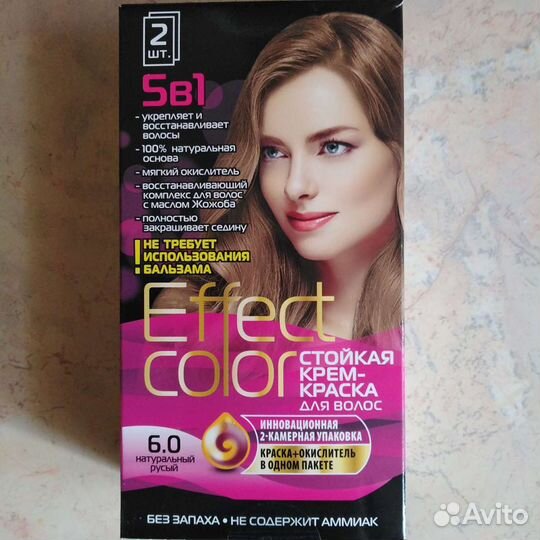 2
шт.
5в1
- укрепляет и
восстанавливает
волосы
- 100% натуральная
основа
- мягкий окислитель
- восстанавливающий
комплекс для волос
с маслом Жожоба
- полностью
закрашивает седину
! НЕ ТРЕБУЕТ
ИСПОЛЬЗОВАНИЯ
БАЛЬЗАМА
Effect
color
СТОЙКАЯ
КРЕМ-
КРАСКА
ДЛЯ ВОЛОС
ИННОВАЦИОННАЯ
2-КАМЕРНАЯ УПАКОВКА
КРАСКА+ОКИСЛИТЕЛЬ
В ОДНОМ ПАКЕТЕ
6.0
натуральный
русый
БЕЗ ЗАПАХА • НЕ СОДЕРЖИТ АММИАК
Avito